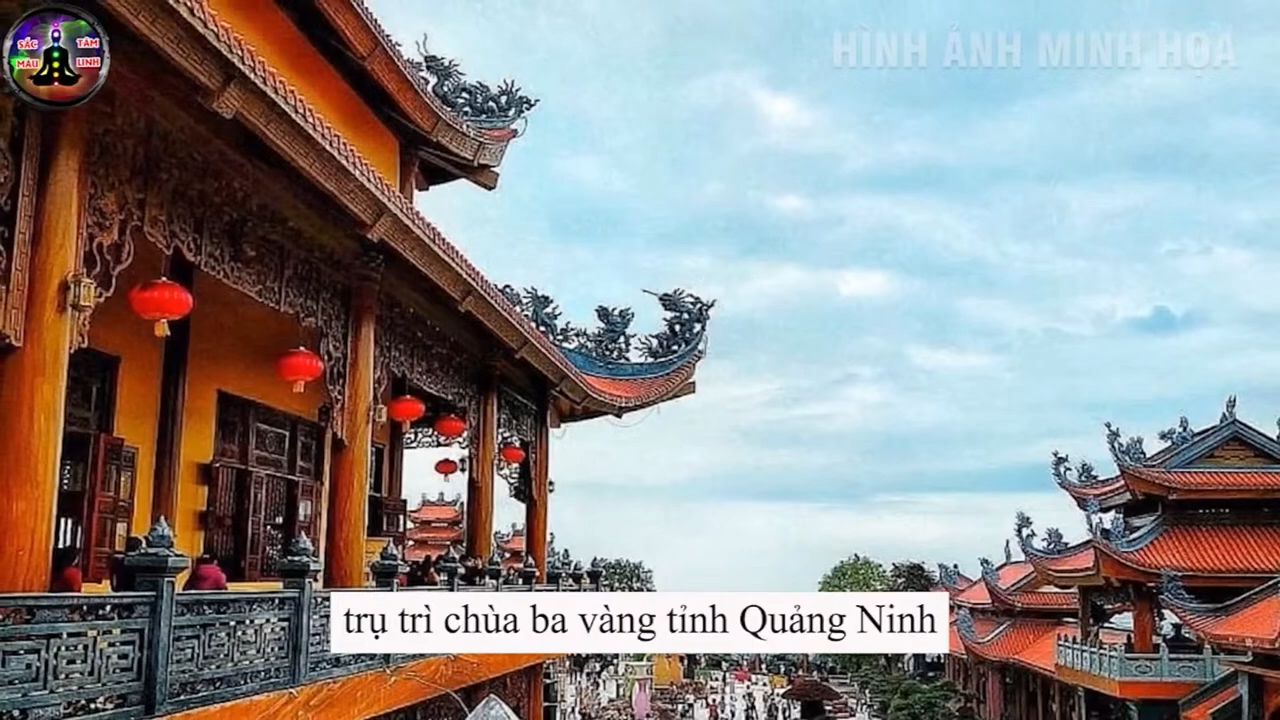 SẮC TÂM
MÀU LINH
HÌNH ẢNH MINH HỌA
trụ trì chùa ba vàng tỉnh Quảng Ninh